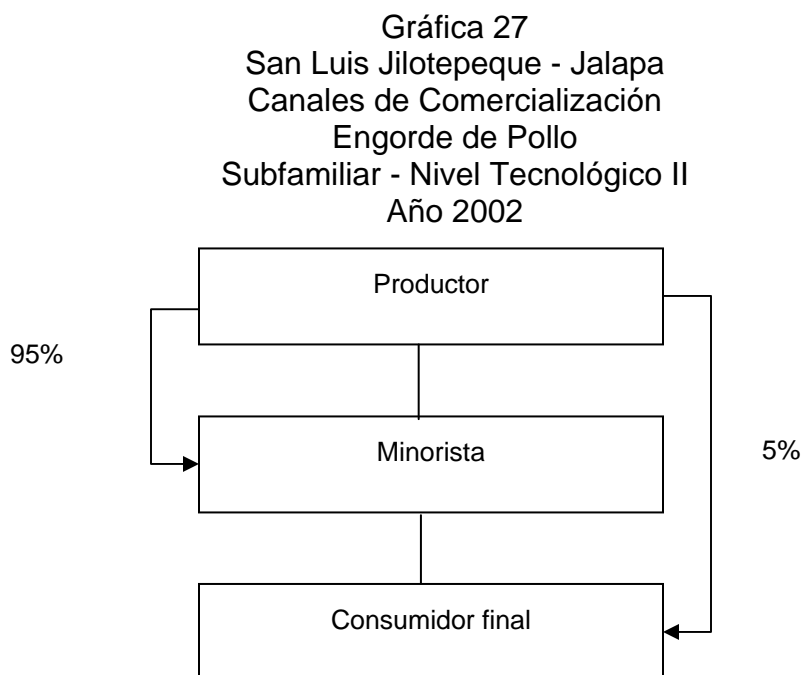 Gráfica 27
San Luis Jilotepeque - Jalapa
Canales de Comercialización
Engorde de Pollo
Subfamiliar - Nivel Tecnológico II
Año 2002
Productor
95%
Minorista
5%
Consumidor final